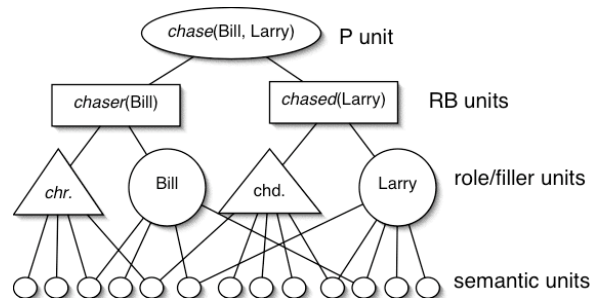 chase(Bill, Larry)
P unit
chaser(Bill)
chased(Larry)
RB units
chr.
Bill
chd.
Larry
role/filler units
semantic units